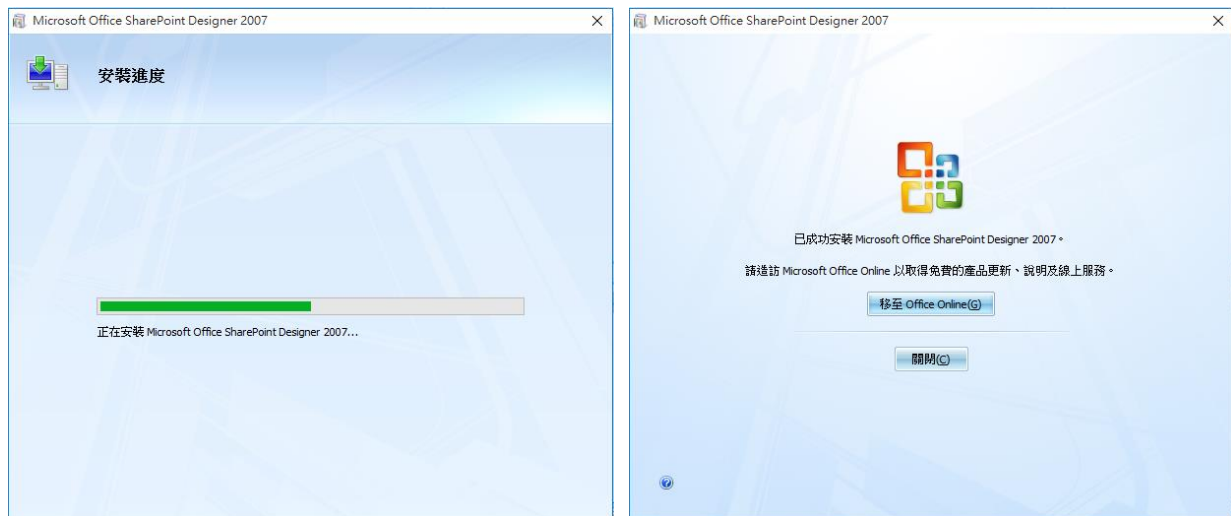 Microsoft Office SharePoint Designer 2007
安裝進度
正在安裝 Microsoft Office SharePoint Designer 2007...
Microsoft Office SharePoint Designer 2007
已成功安裝 Microsoft Office SharePoint Designer 2007。
請造訪 Microsoft Office Online 以取得免費的產品更新、說明及線上服務。
移至 Office Online(G)
關閉(C)